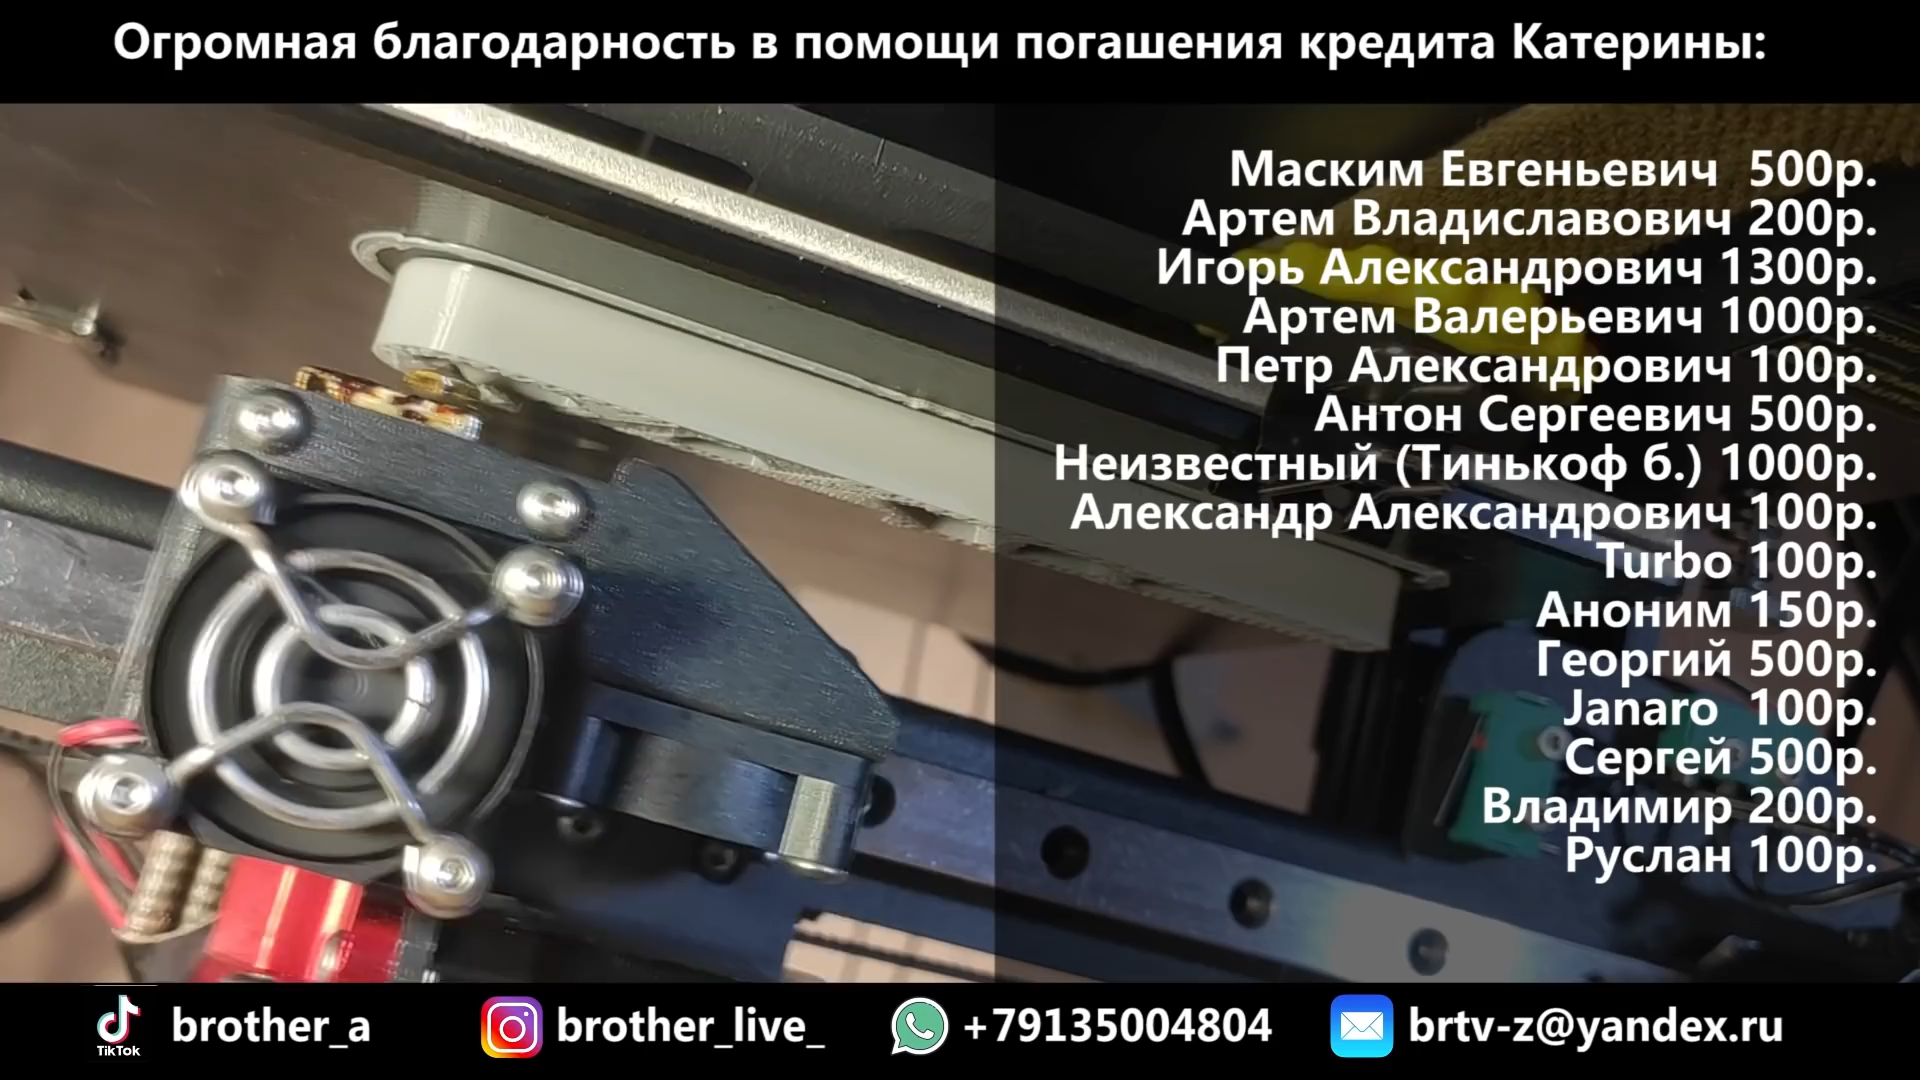 Огромная благодарность в помощи погашения кредита Катерины:
Маским Евгеньевич 500р.
Артем Владиславович 200р.
Игорь Александрович 1300р.
Артем Валерьевич 1000р.
Петр Александрович 100р.
Антон Сергеевич 500р.
Неизвестный (Тинькоф б.) 1000р.
Александр Александрович 100р.
Turbo 100р.
Аноним 150р.
Георгий 500р.
Janaro 100р.
Сергей 500р.
Владимир 200р.
Руслан 100р.
TikTok brother_a brother_live_ +79135004804 brtv-z@yandex.ru